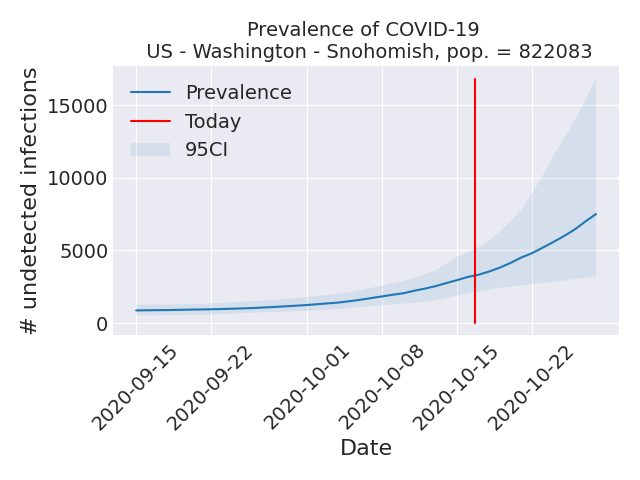 Prevalence of COVID-19
US - Washington - Snohomish, pop. = 822083
# undetected infections
15000
10000
5000
0
Prevalence
Today
95CI
2020-09-15
2020-09-22
2020-10-01
2020-10-08
2020-10-15
2020-10-22
Date